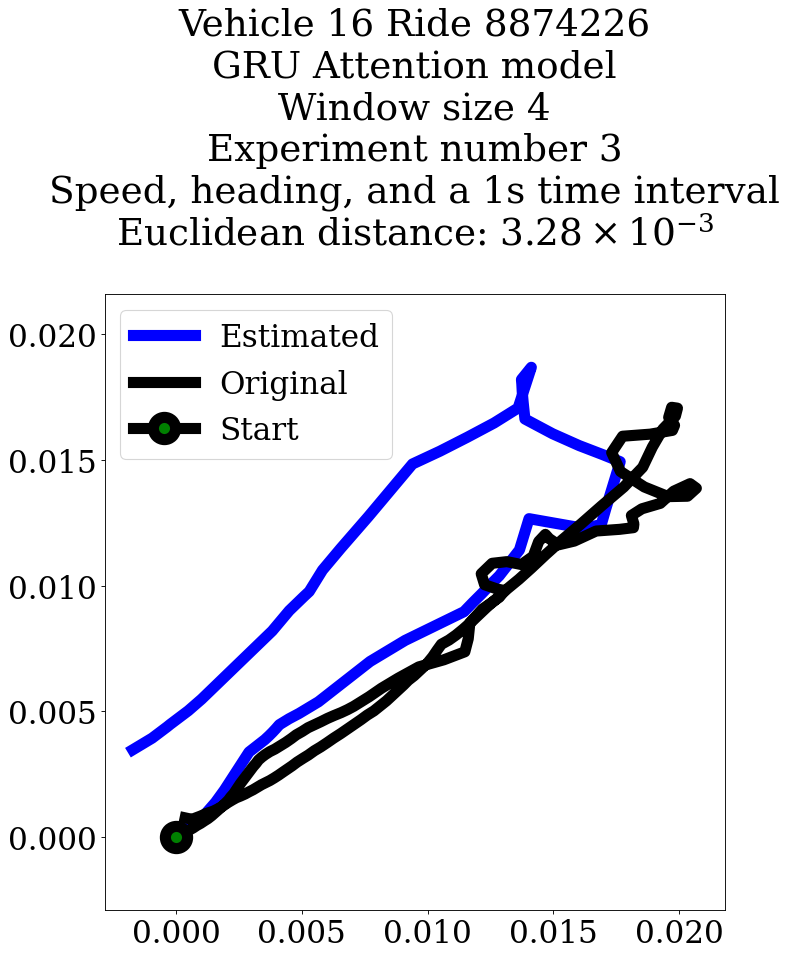 Vehicle 16 Ride 8874226
GRU Attention model
Window size 4
Experiment number 3
Speed, heading, and a 1s time interval
Euclidean distance: 3.28 × 10⁻³
Estimated
Original
Start
0.020
0.015
0.010
0.005
0.000
0.000 0.005 0.010 0.015 0.020